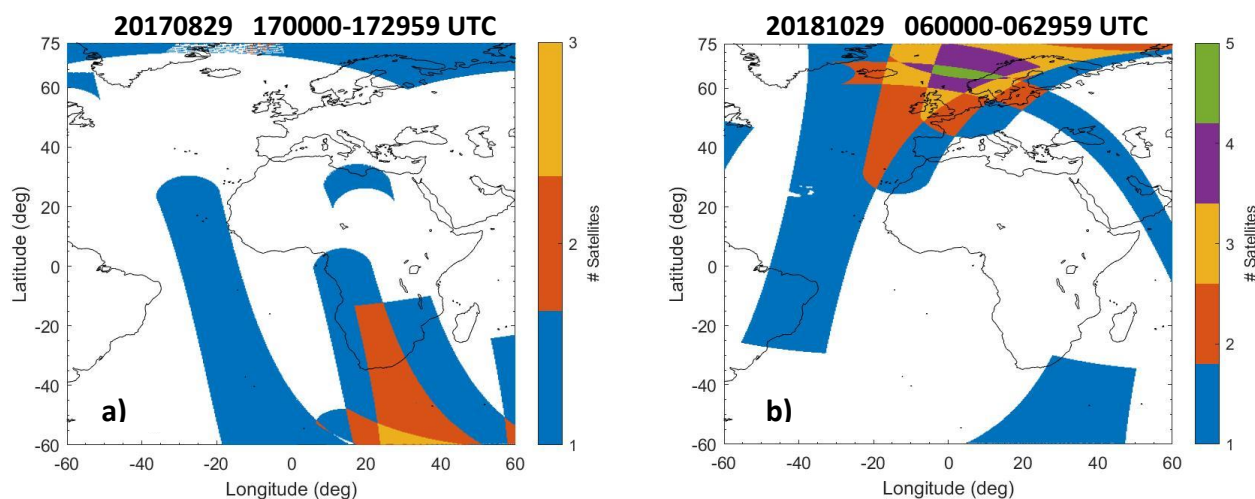 20170829 170000-172959 UTC
75
60
40
20
0
-20
-40
-60
Latitude (deg)
-60 -40 -20 0 20 40 60
Longitude (deg)
a)
3
2
1
# Satellites
20181029 060000-062959 UTC
75
60
40
20
0
-20
-40
-60
Latitude (deg)
-60 -40 -20 0 20 40 60
Longitude (deg)
b)
5
4
3
2
1
# Satellites